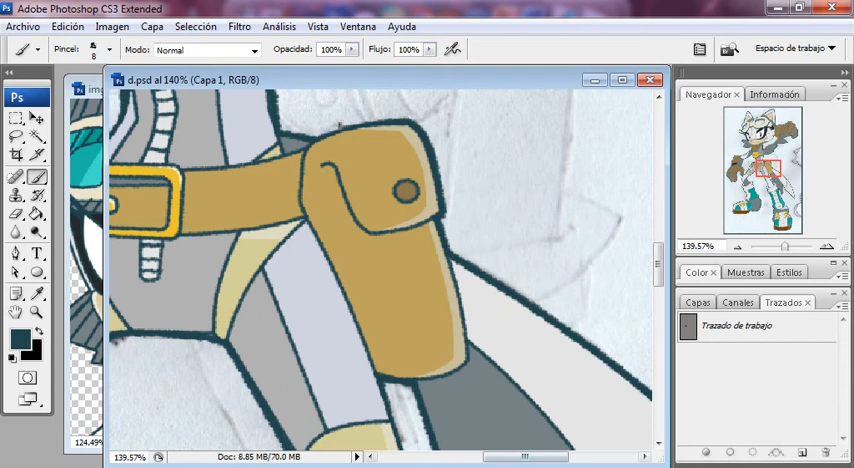 Ps Adobe Photoshop CS3 Extended
Archivo Edición Imagen Capa Selección Filtro Análisis Vista Ventana Ayuda
Pincel: 8 Modo: Normal Opacidad: 100% Flujo: 100% Espacio de trabajo
d.psd al 140% (Capa 1, RGB/8)
Ps
T
124.49%
139.57% Doc: 8.85 MB/70.0 MB
Navegador × Información
139.57%
Color × Muestras Estilos
Capas Canales Trazados ×
Trazado de trabajo